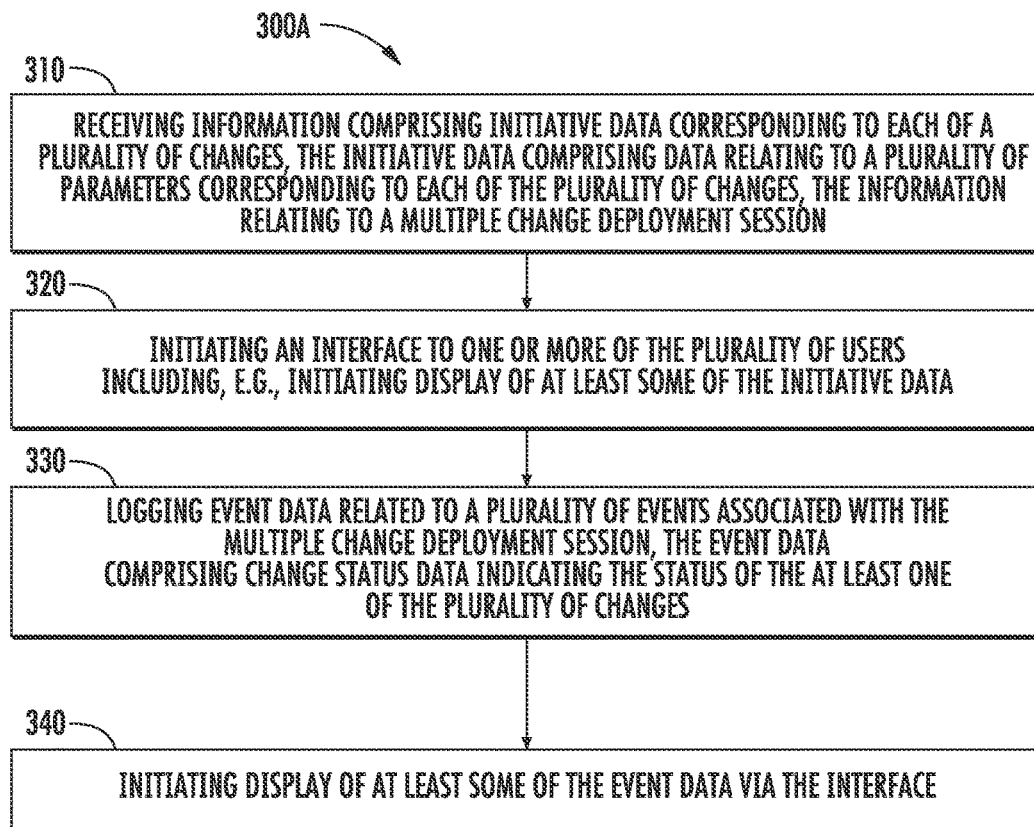 300A
310
RECEIVING INFORMATION COMPRISING INITIATIVE DATA CORRESPONDING TO EACH OF A
PLURALITY OF CHANGES, THE INITIATIVE DATA COMPRISING DATA RELATING TO A PLURALITY OF
PARAMETERS CORRESPONDING TO EACH OF THE PLURALITY OF CHANGES, THE INFORMATION
RELATING TO A MULTIPLE CHANGE DEPLOYMENT SESSION
320
INITIATING AN INTERFACE TO ONE OR MORE OF THE PLURALITY OF USERS
INCLUDING, E.G., INITIATING DISPLAY OF AT LEAST SOME OF THE INITIATIVE DATA
330
LOGGING EVENT DATA RELATED TO A PLURALITY OF EVENTS ASSOCIATED WITH THE
MULTIPLE CHANGE DEPLOYMENT SESSION, THE EVENT DATA
COMPRISING CHANGE STATUS DATA INDICATING THE STATUS OF THE AT LEAST ONE
OF THE PLURALITY OF CHANGES
340
INITIATING DISPLAY OF AT LEAST SOME OF THE EVENT DATA VIA THE INTERFACE